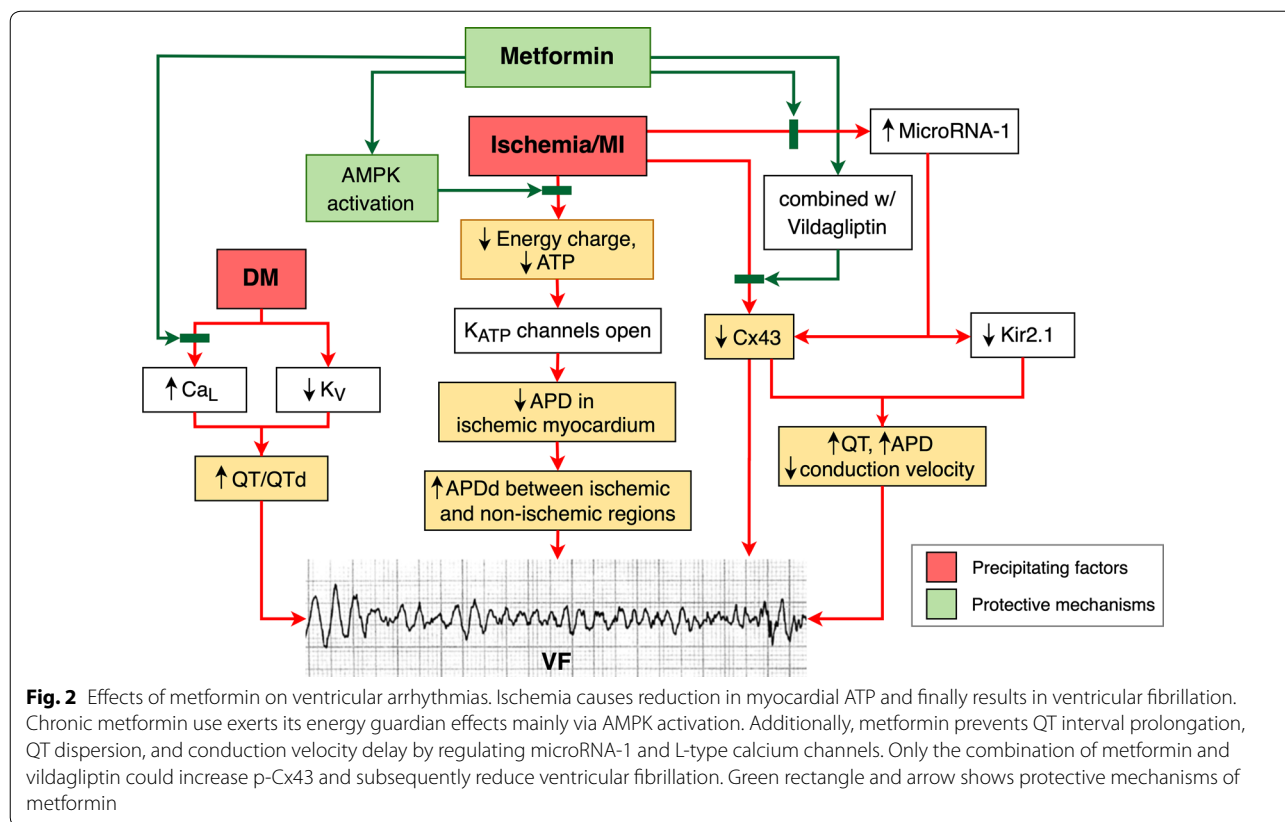 Metformin
Ischemia/MI
↑ MicroRNA-1
AMPK
activation
combined w/
Vildagliptin
↓ Energy charge,
↓ ATP
DM
KATP channels open
↓ Cx43
↓ Kir2.1
↑ CaL
↓ KV
↓ APD in
ischemic myocardium
↑QT, ↑APD
↓ conduction velocity
↑ QT/QTd
↑ APDd between ischemic
and non-ischemic regions
Precipitating factors
Protective mechanisms
VF
Fig. 2 Effects of metformin on ventricular arrhythmias. Ischemia causes reduction in myocardial ATP and finally results in ventricular fibrillation.
Chronic metformin use exerts its energy guardian effects mainly via AMPK activation. Additionally, metformin prevents QT interval prolongation,
QT dispersion, and conduction velocity delay by regulating microRNA-1 and L-type calcium channels. Only the combination of metformin and
vildagliptin could increase p-Cx43 and subsequently reduce ventricular fibrillation. Green rectangle and arrow shows protective mechanisms of
metformin